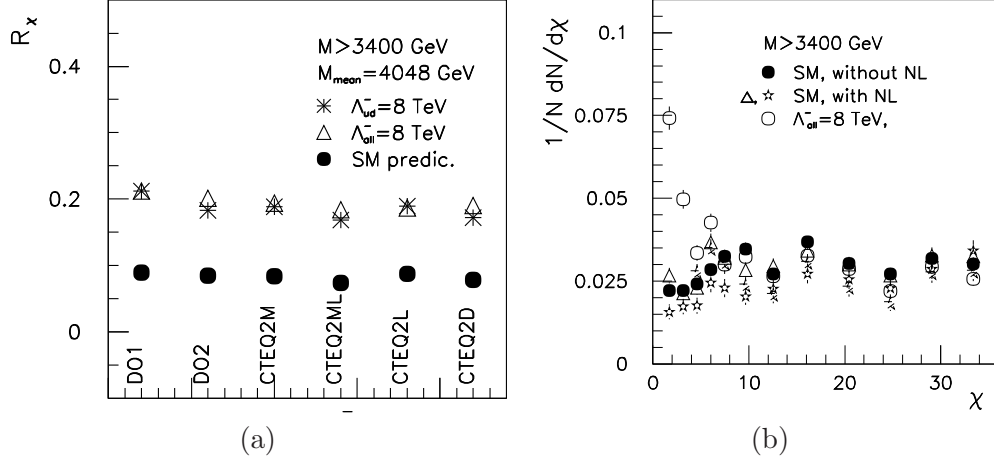 R_χ
M>3400 GeV
M_mean=4048 GeV
Λ⁻_ud=8 TeV
Λ⁻_all=8 TeV
SM predic.
0.4
0.2
0
DO1
DO2
CTEQ2M
CTEQ2ML
CTEQ2L
CTEQ2D
(a)
1/N dN/dχ
M>3400 GeV
SM, without NL
, SM, with NL
Λ⁻_all=8 TeV,
0.1
0.075
0.05
0.025
0
0 10 20 30
χ
(b)